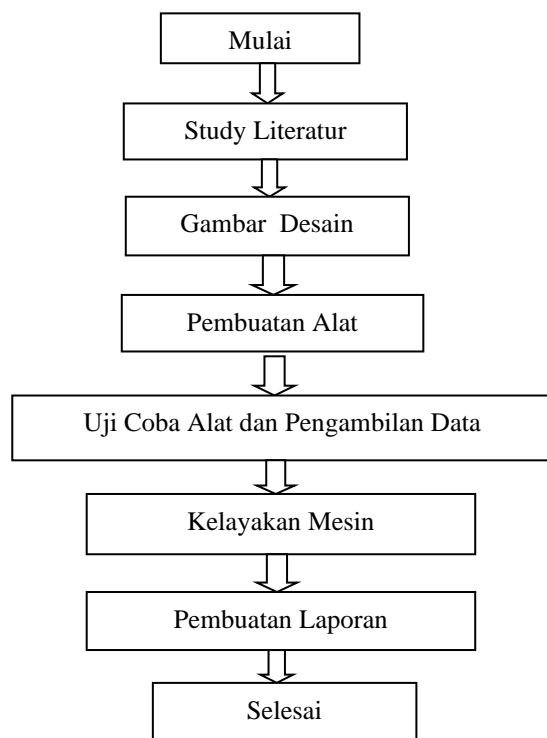 Mulai
Study Literatur
Gambar Desain
Pembuatan Alat
Uji Coba Alat dan Pengambilan Data
Kelayakan Mesin
Pembuatan Laporan
Selesai